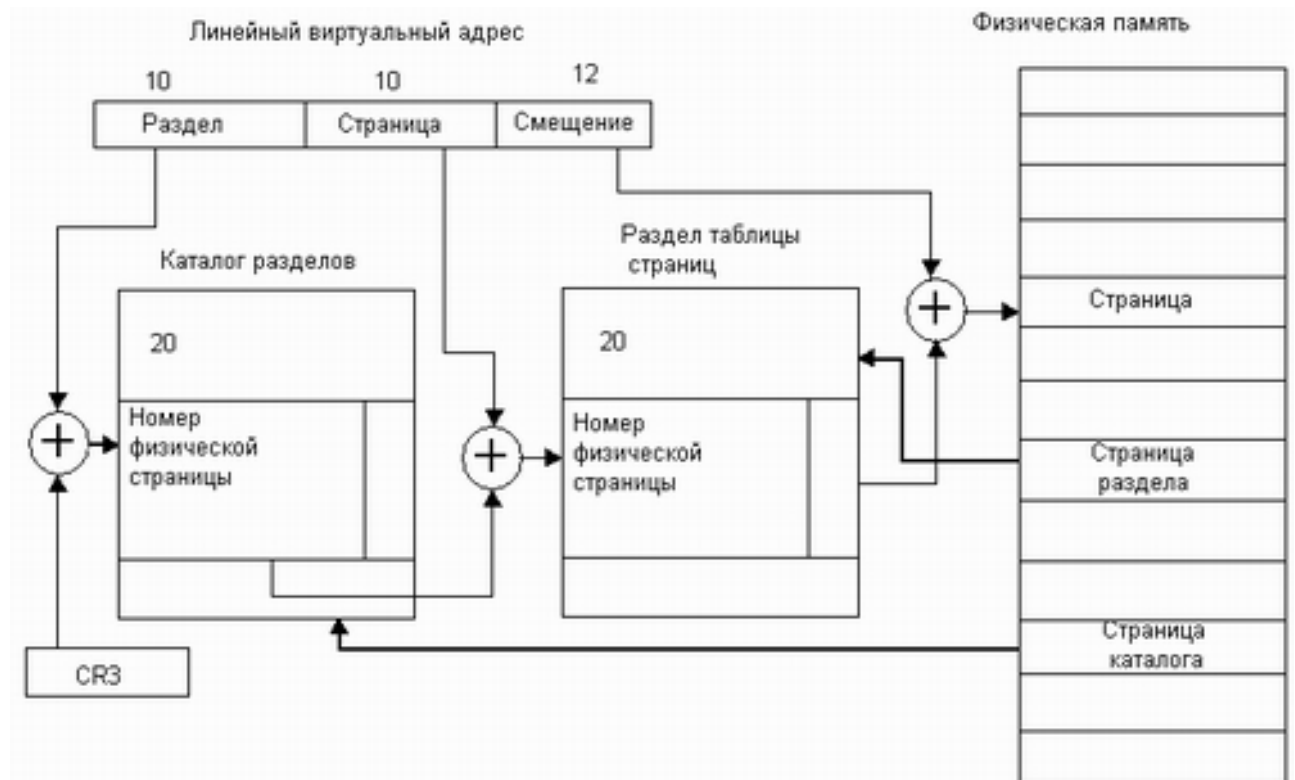 Линейный виртуальный адрес
Физическая память
10
10
12
Раздел
Страница
Смещение
Каталог разделов
Раздел таблицы
страниц
20
Номер
физической
страницы
20
Номер
физической
страницы
Страница
Страница
раздела
Страница
каталога
CR3